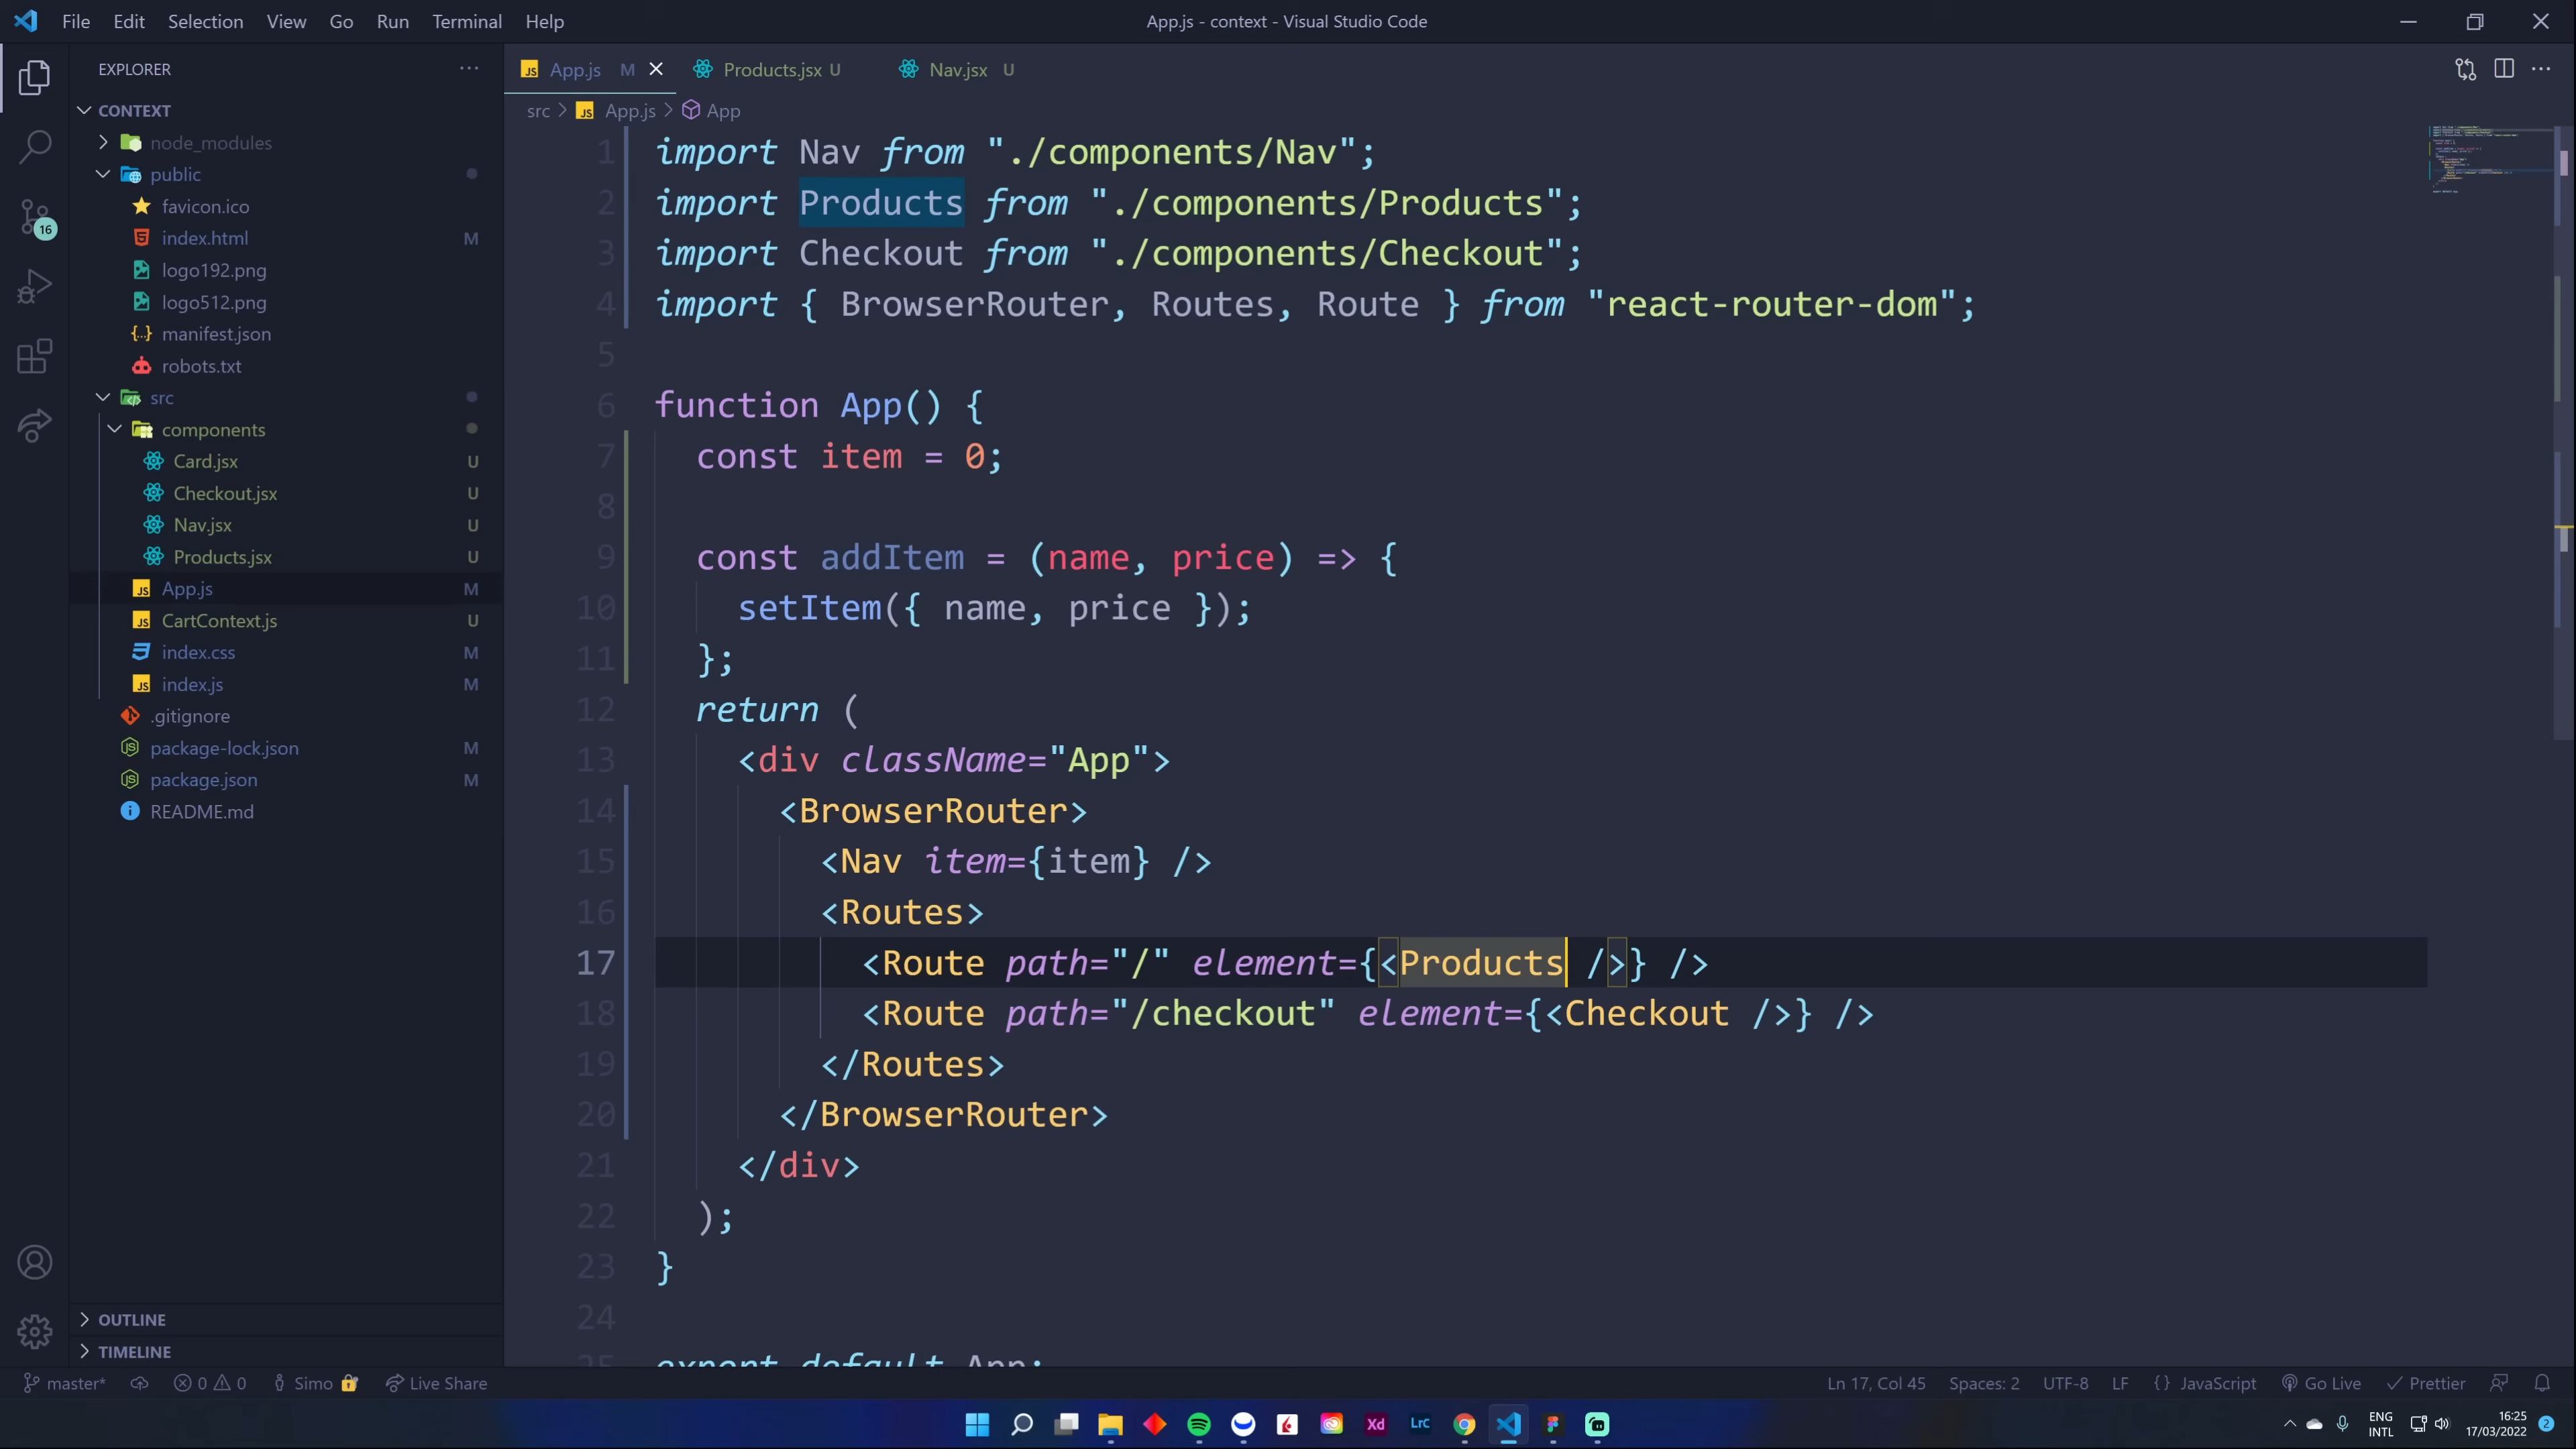 File Edit Selection View Go Run Terminal Help
App.js - context - Visual Studio Code
EXPLORER
CONTEXT
node_modules
public
favicon.ico
index.html M
logo192.png
logo512.png
manifest.json
robots.txt
src
components
Card.jsx U
Checkout.jsx U
Nav.jsx U
Products.jsx U
App.js M
CartContext.js U
index.css M
index.js M
.gitignore
package-lock.json M
package.json M
README.md
OUTLINE
TIMELINE
16
App.js M Products.jsx U Nav.jsx U
src App.js App
1 import Nav from "./components/Nav";
2 import Products from "./components/Products";
3 import Checkout from "./components/Checkout";
4 import { BrowserRouter, Routes, Route } from "react-router-dom";
5
6 function App() {
7 const item = 0;
8
9 const addItem = (name, price) => {
10 setItem({ name, price });
11 };
12 return (
13 <div className="App">
14 <BrowserRouter>
15 <Nav item={item} />
16 <Routes>
17 <Route path="/" element={<Products />} />
18 <Route path="/checkout" element={<Checkout />} />
19 </Routes>
20 </BrowserRouter>
21 </div>
22 );
23 }
24
25 export default App;
master* 0 0 Simo Live Share
Ln 17, Col 45 Spaces: 2 UTF-8 LF {} JavaScript Go Live Prettier
Xd LrC
ENG INTL
16:25
17/03/2022
2